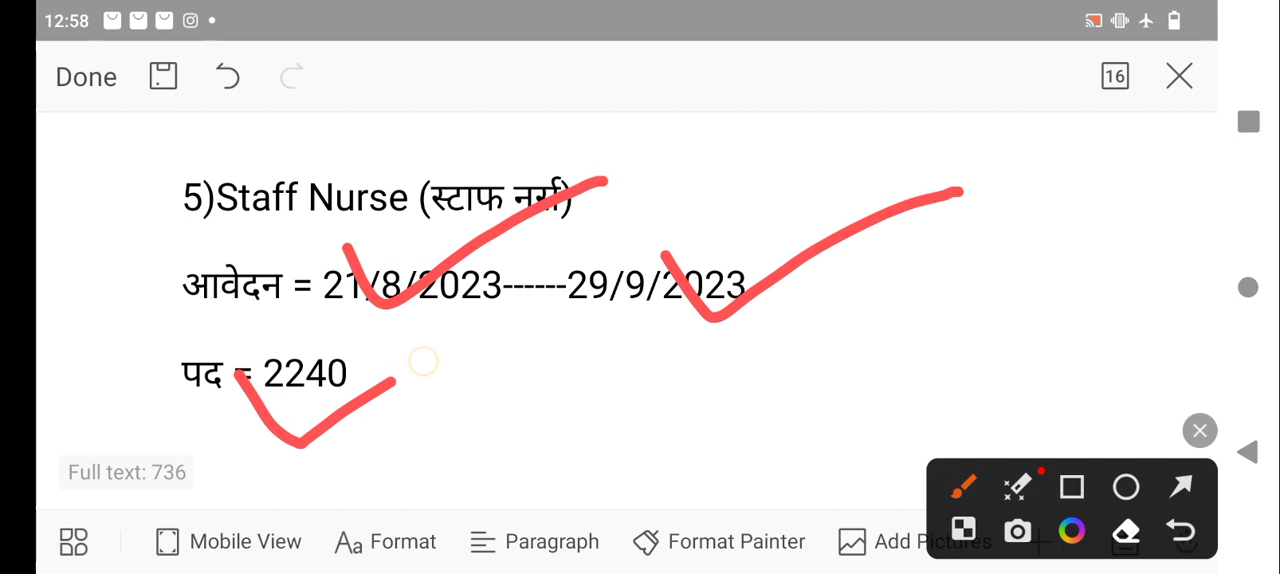 12:58
Done
16
5)Staff Nurse (स्टाफ नर्स)
आवेदन = 21/8/2023------29/9/2023
पद = 2240
Full text: 736
Mobile View
Aa Format
Paragraph
Format Painter
Add Pictures